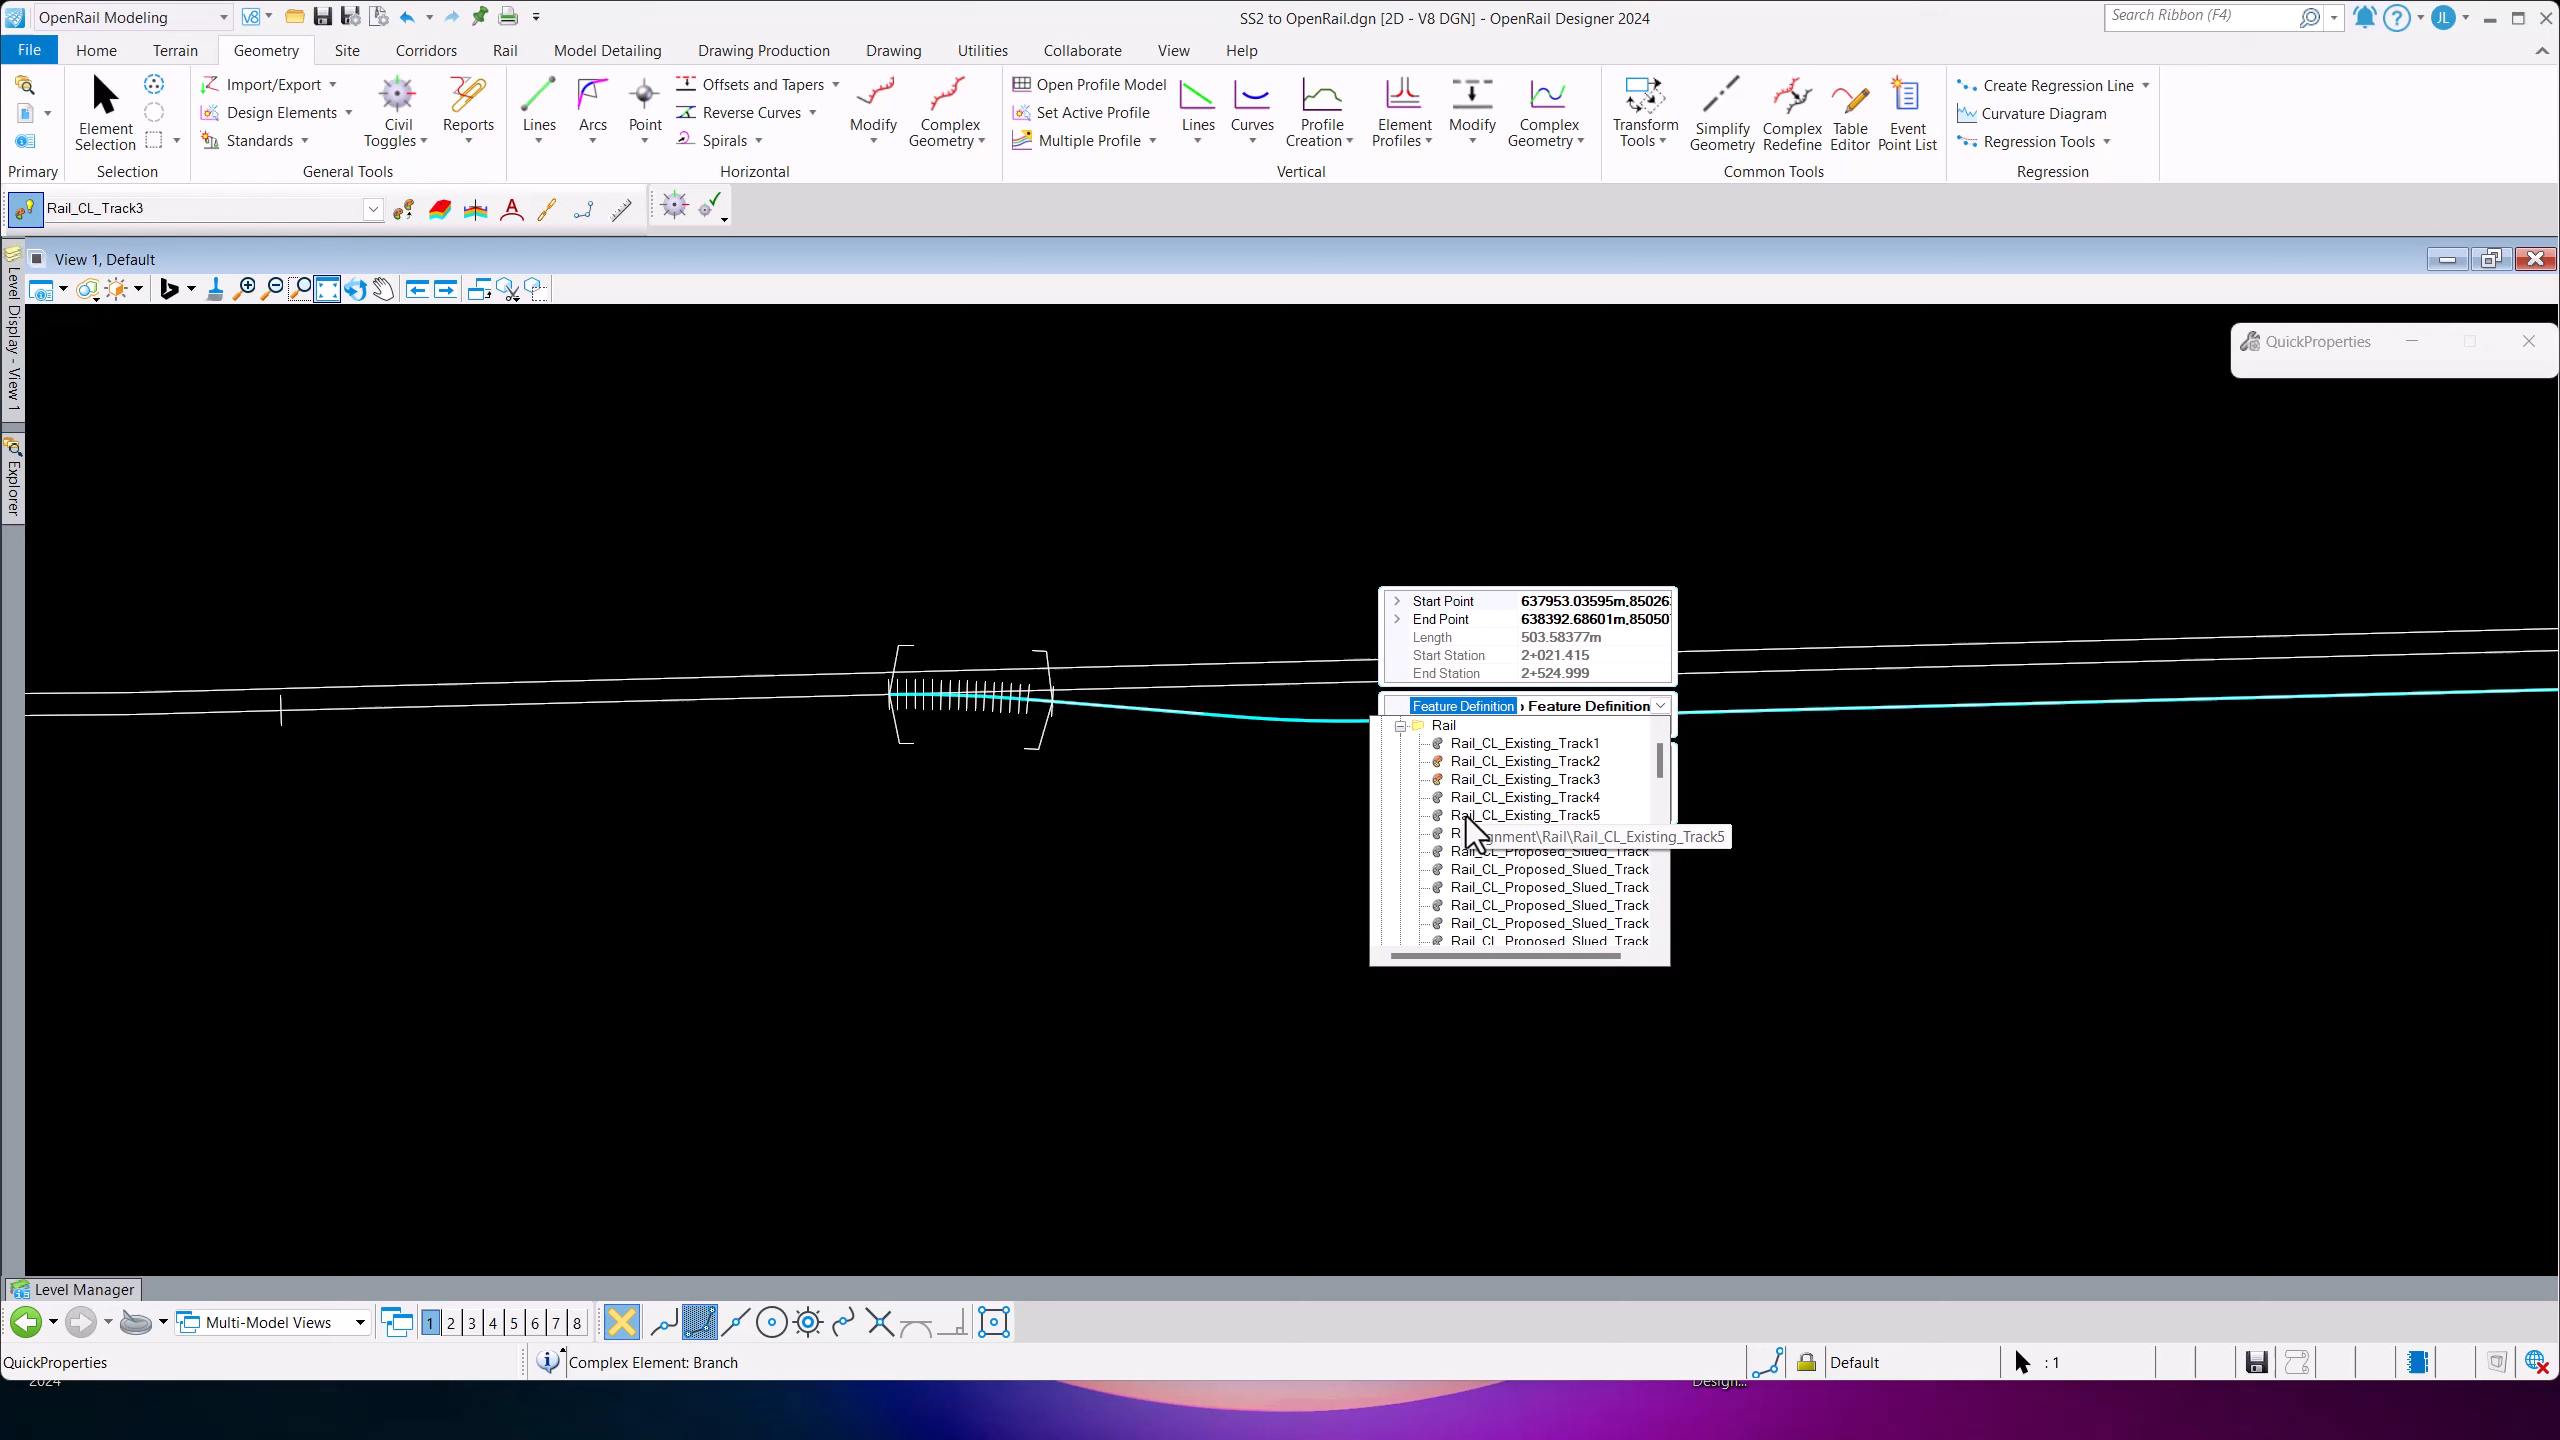 OpenRail Modeling
SS2 to OpenRail.dgn [2D - V8 DGN] - OpenRail Designer 2024
Search Ribbon (F4)
JL
File Home Terrain Geometry Site Corridors Rail Model Detailing Drawing Production Drawing Utilities Collaborate View Help
Element Selection
Import/Export
Design Elements
Standards
Civil Toggles
Reports
Lines
Arcs
Point
Offsets and Tapers
Reverse Curves
Spirals
Modify
Complex Geometry
Open Profile Model
Set Active Profile
Multiple Profile
Lines
Curves
Profile Creation
Element Profiles
Modify
Complex Geometry
Transform Tools
Simplify Geometry
Complex Redefine
Table Editor
Event Point List
Create Regression Line
Curvature Diagram
Regression Tools
Primary Selection General Tools Horizontal Vertical Common Tools Regression
Rail_CL_Track3
View 1, Default
Level Display - View 1
Explorer
QuickProperties
Start Point 637953.03595m,85026
End Point 638392.68601m,85050
Length 503.58377m
Start Station 2+021.415
End Station 2+524.999
Feature Definition Feature Definition
Rail
Rail_CL_Existing_Track1
Rail_CL_Existing_Track2
Rail_CL_Existing_Track3
Rail_CL_Existing_Track4
Rail_CL_Existing_Track5
gnment\Rail\Rail_CL_Existing_Track5
Rail_CL_Proposed_Slued_Track
Rail_CL_Proposed_Slued_Track
Rail_CL_Proposed_Slued_Track
Rail_CL_Proposed_Slued_Track
Rail_CL_Proposed_Slued_Track
Rail_CL_Proposed_Slued_Track
Level Manager
Multi-Model Views
1 2 3 4 5 6 7 8
QuickProperties
Complex Element: Branch
Default
: 1
2024
Design...